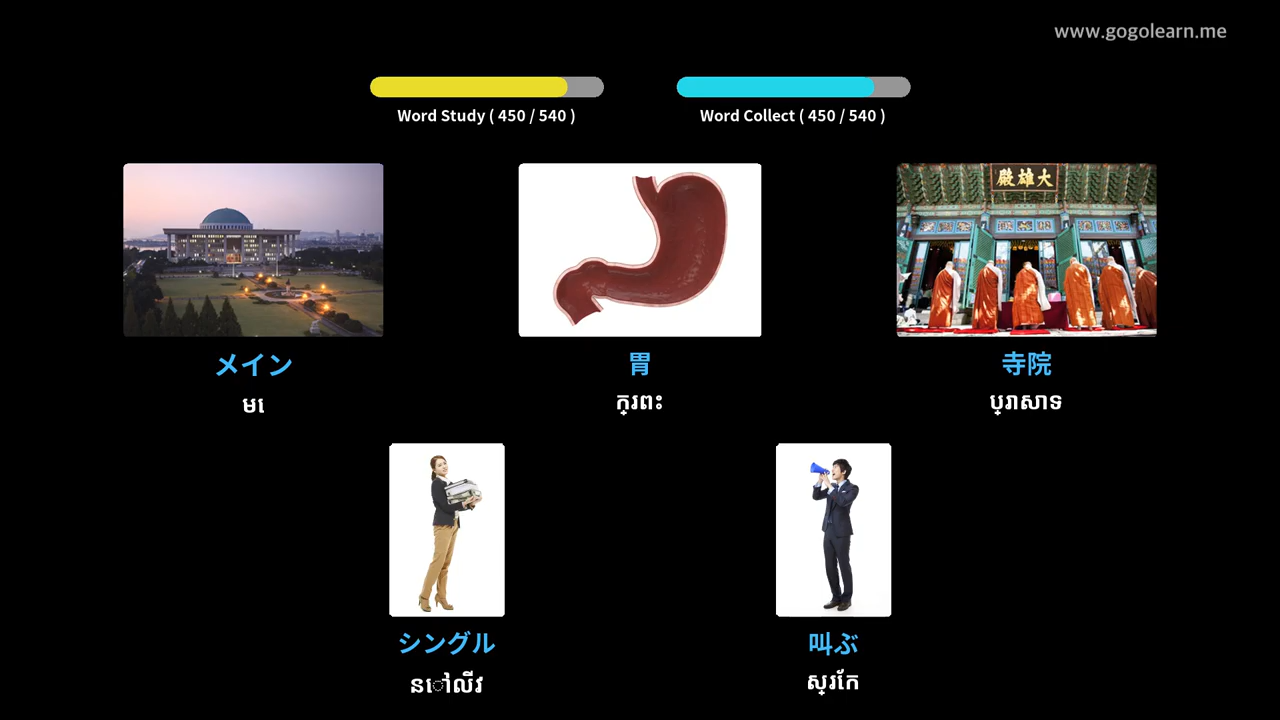 www.gogolearn.me
Word Study ( 450 / 540 )
Word Collect ( 450 / 540 )
大雄殿
メイン
胃
寺院
មេ
ក្រពះ
ប្រាសាទ
シングル
叫ぶ
នៅលីវ
ស្រែក